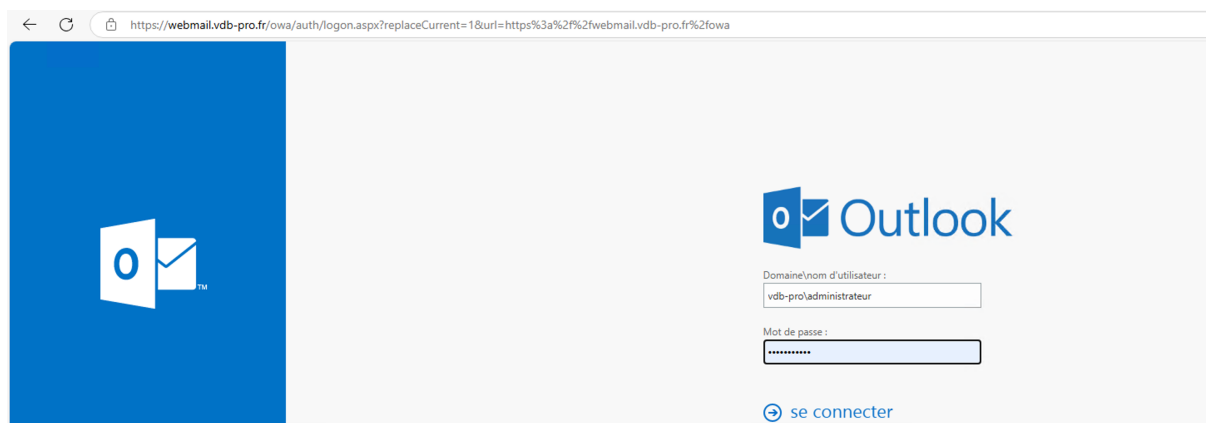 https://webmail.vdb-pro.fr/owa/auth/logon.aspx?replaceCurrent=1&url=https%3a%2f%2fwebmail.vdb-pro.fr%2fowa
Outlook
Domaine\nom d'utilisateur :
vdb-pro\administrateur
Mot de passe :
•••••••••••
se connecter
O
TM